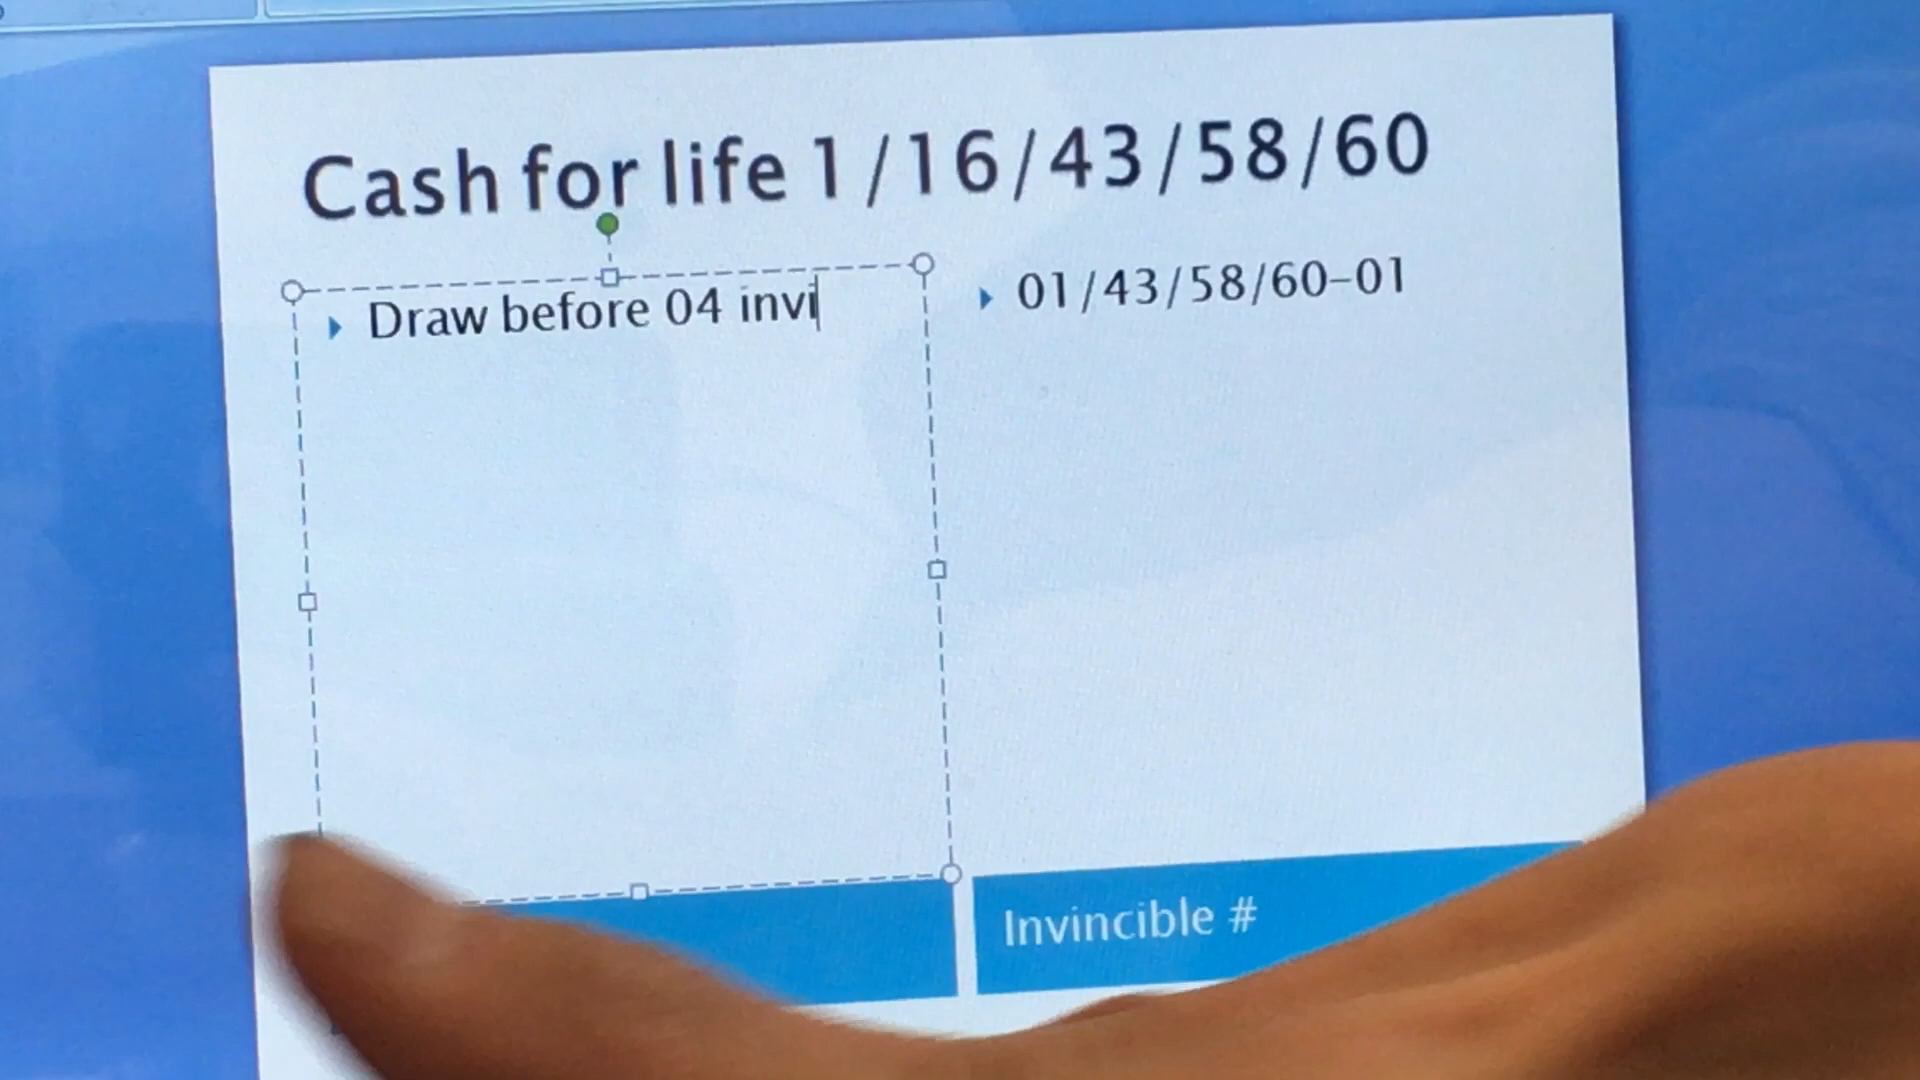 Cash for life 1/16/43/58/60
Draw before 04 invi
01/43/58/60-01
Invincible #